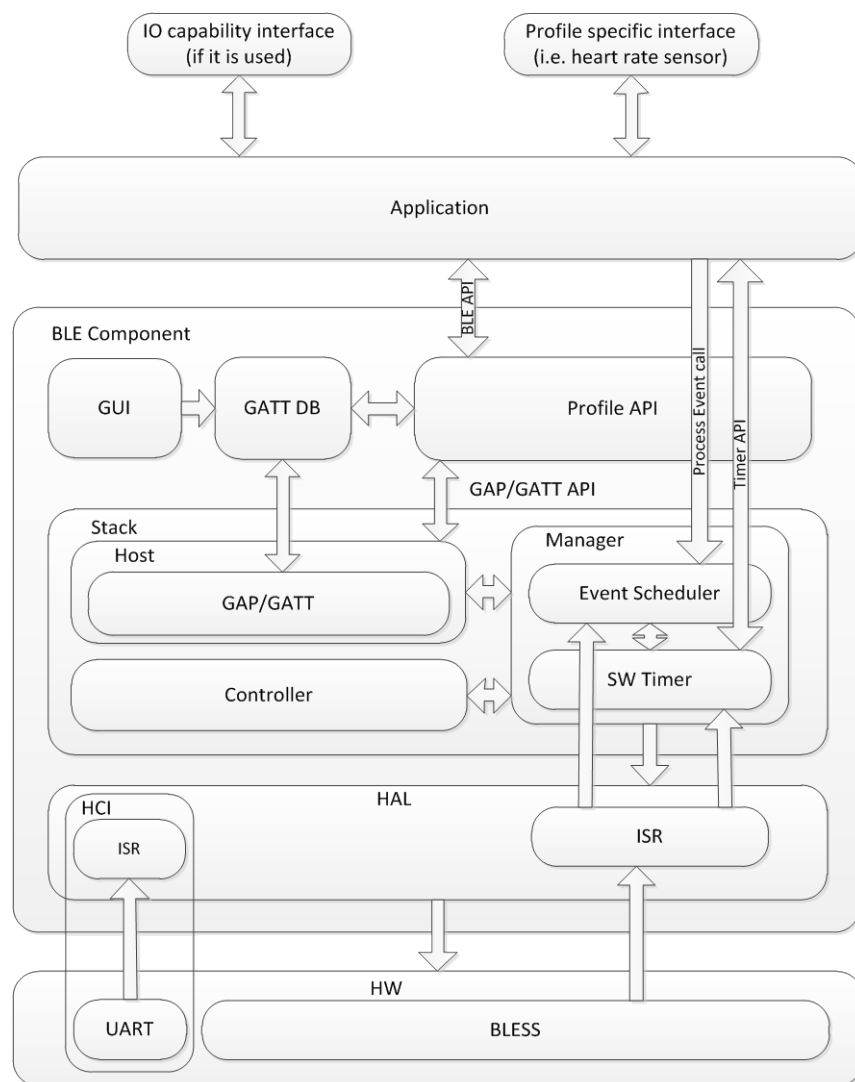 IO capability interface
(if it is used)
Profile specific interface
(i.e. heart rate sensor)
Application
BLE API
Process Event call
Timer API
BLE Component
GUI
GATT DB
Profile API
GAP/GATT API
Stack
Host
GAP/GATT
Manager
Event Scheduler
Controller
SW Timer
HAL
HCI
ISR
ISR
HW
UART
BLESS